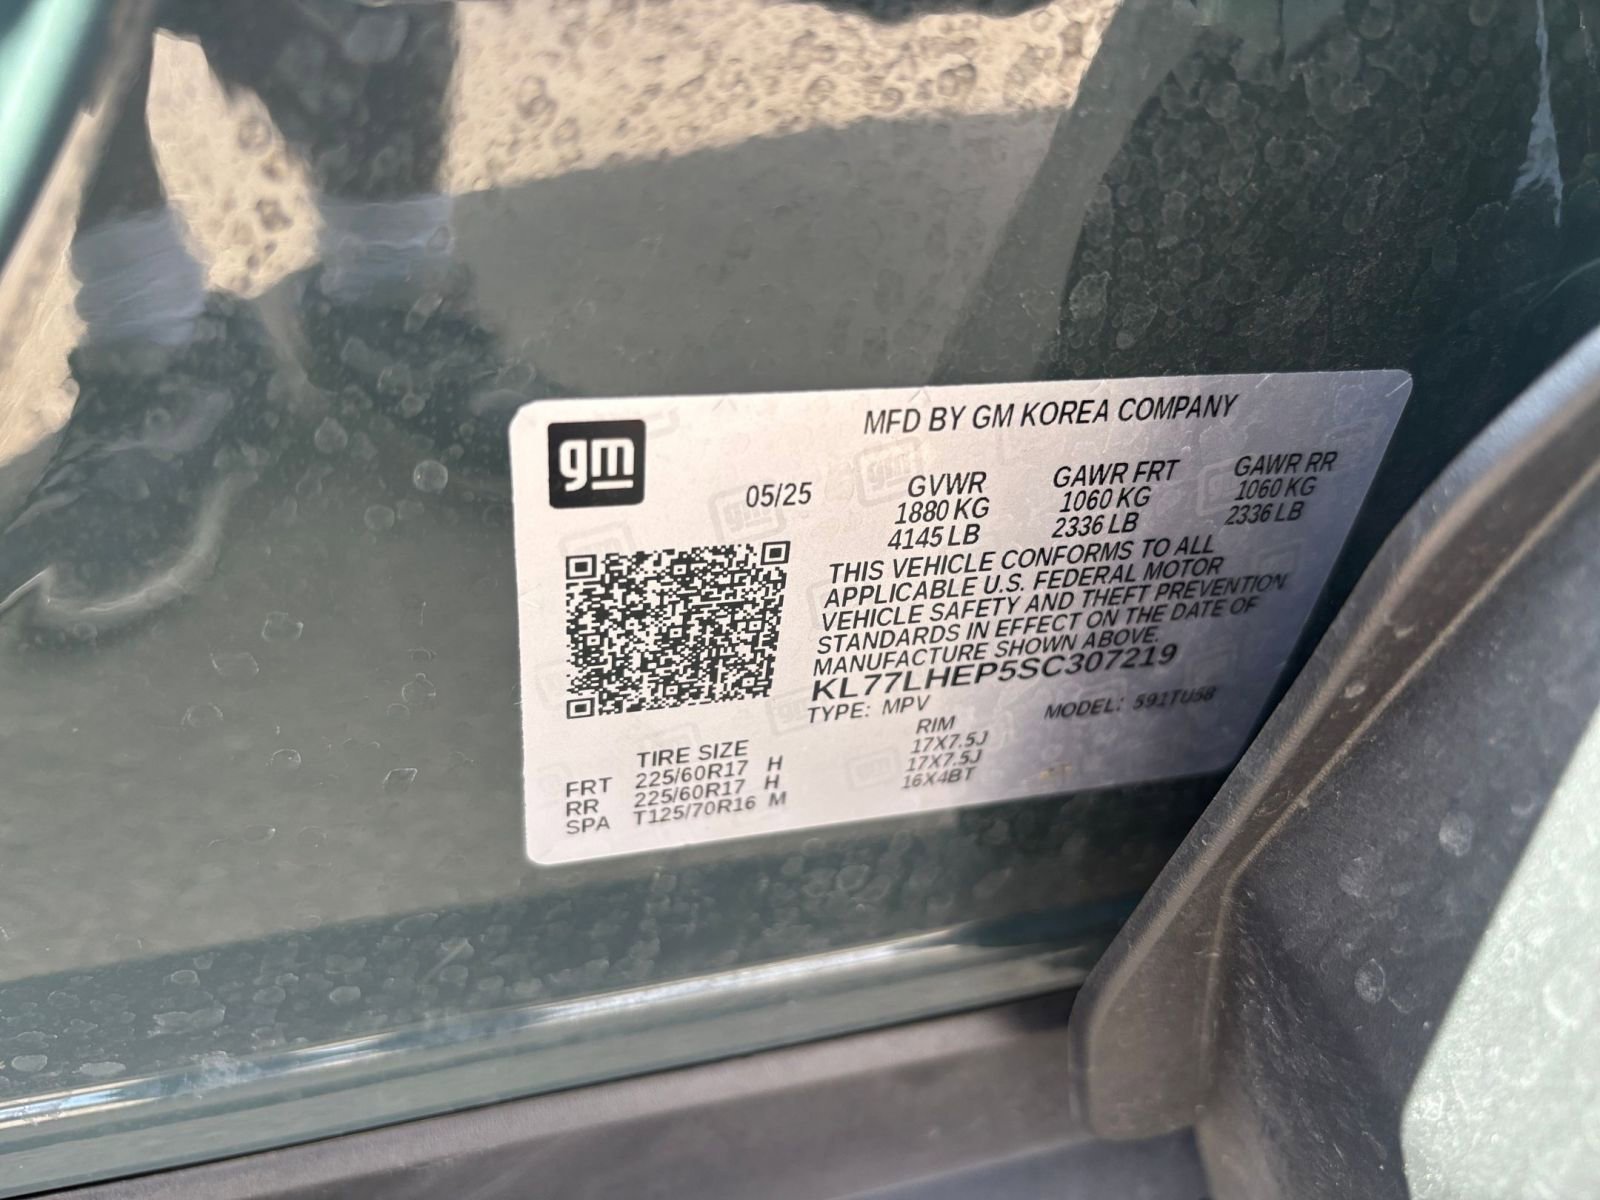 gm
MFD BY GM KOREA COMPANY
05/25
GVWR GAWR FRT GAWR RR
1880 KG 1060 KG 1060 KG
4145 LB 2336 LB 2336 LB
THIS VEHICLE CONFORMS TO ALL
APPLICABLE U.S. FEDERAL MOTOR
VEHICLE SAFETY AND THEFT PREVENTION
STANDARDS IN EFFECT ON THE DATE OF
MANUFACTURE SHOWN ABOVE.
KL77LHEP5SC307219
TYPE: MPV MODEL: 591TU58
TIRE SIZE RIM
FRT 225/60R17 H 17X7.5J
RR 225/60R17 H 17X7.5J
SPA T125/70R16 M 16X4BT